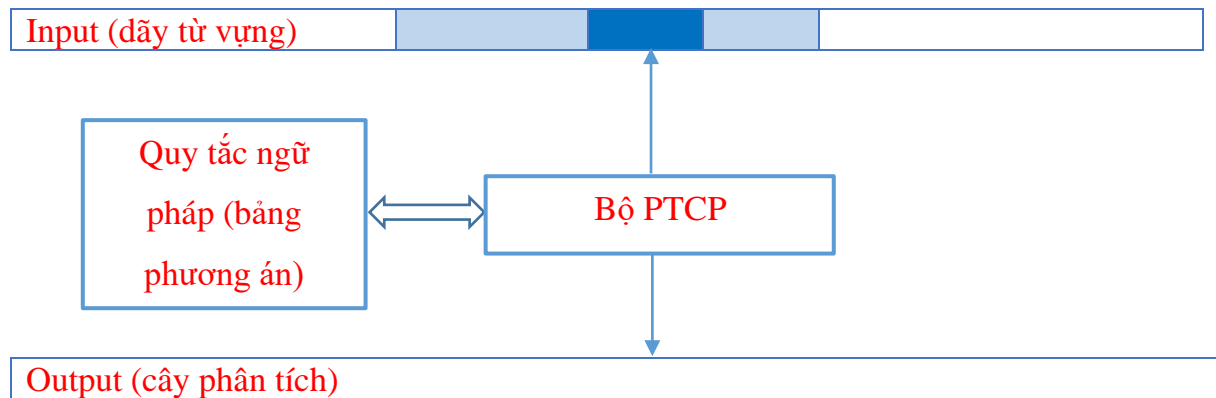 Input (dãy từ vựng)
Quy tắc ngữ
pháp (bảng
phương án)
Bộ PTCP
Output (cây phân tích)